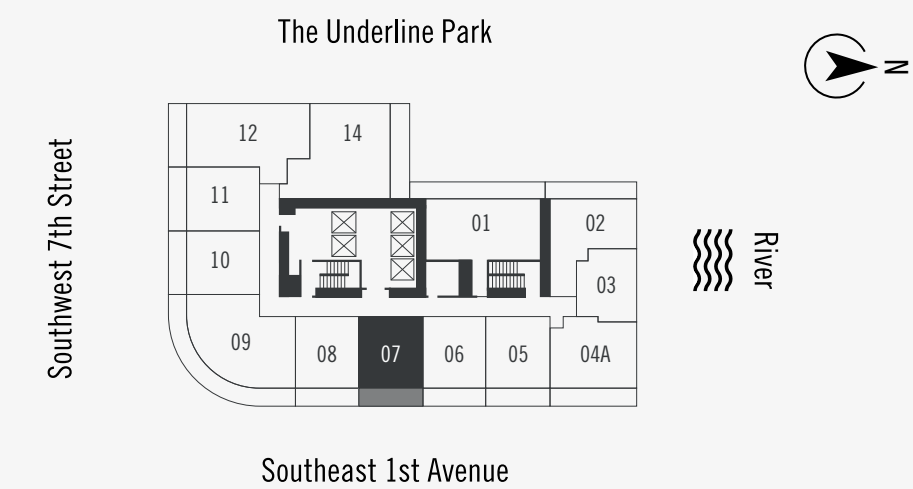 The Underline Park
N
12
14
11
01
02
Southwest 7th Street
10
River
03
09
08
07
06
05
04A
Southeast 1st Avenue